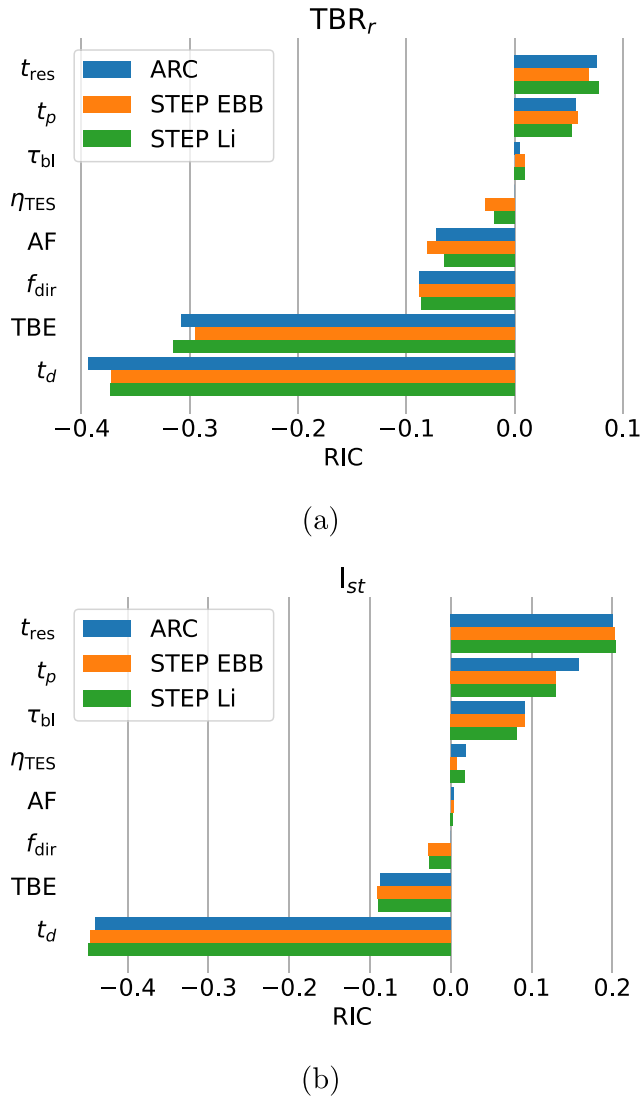 TBRᵣ
ARC
STEP EBB
STEP Li
t_res
t_p
τ_bl
η_TES
AF
f_dir
TBE
t_d
−0.4 −0.3 −0.2 −0.1 0.0 0.1
RIC
(a)
I_st
ARC
STEP EBB
STEP Li
t_res
t_p
τ_bl
η_TES
AF
f_dir
TBE
t_d
−0.4 −0.3 −0.2 −0.1 0.0 0.1 0.2
RIC
(b)